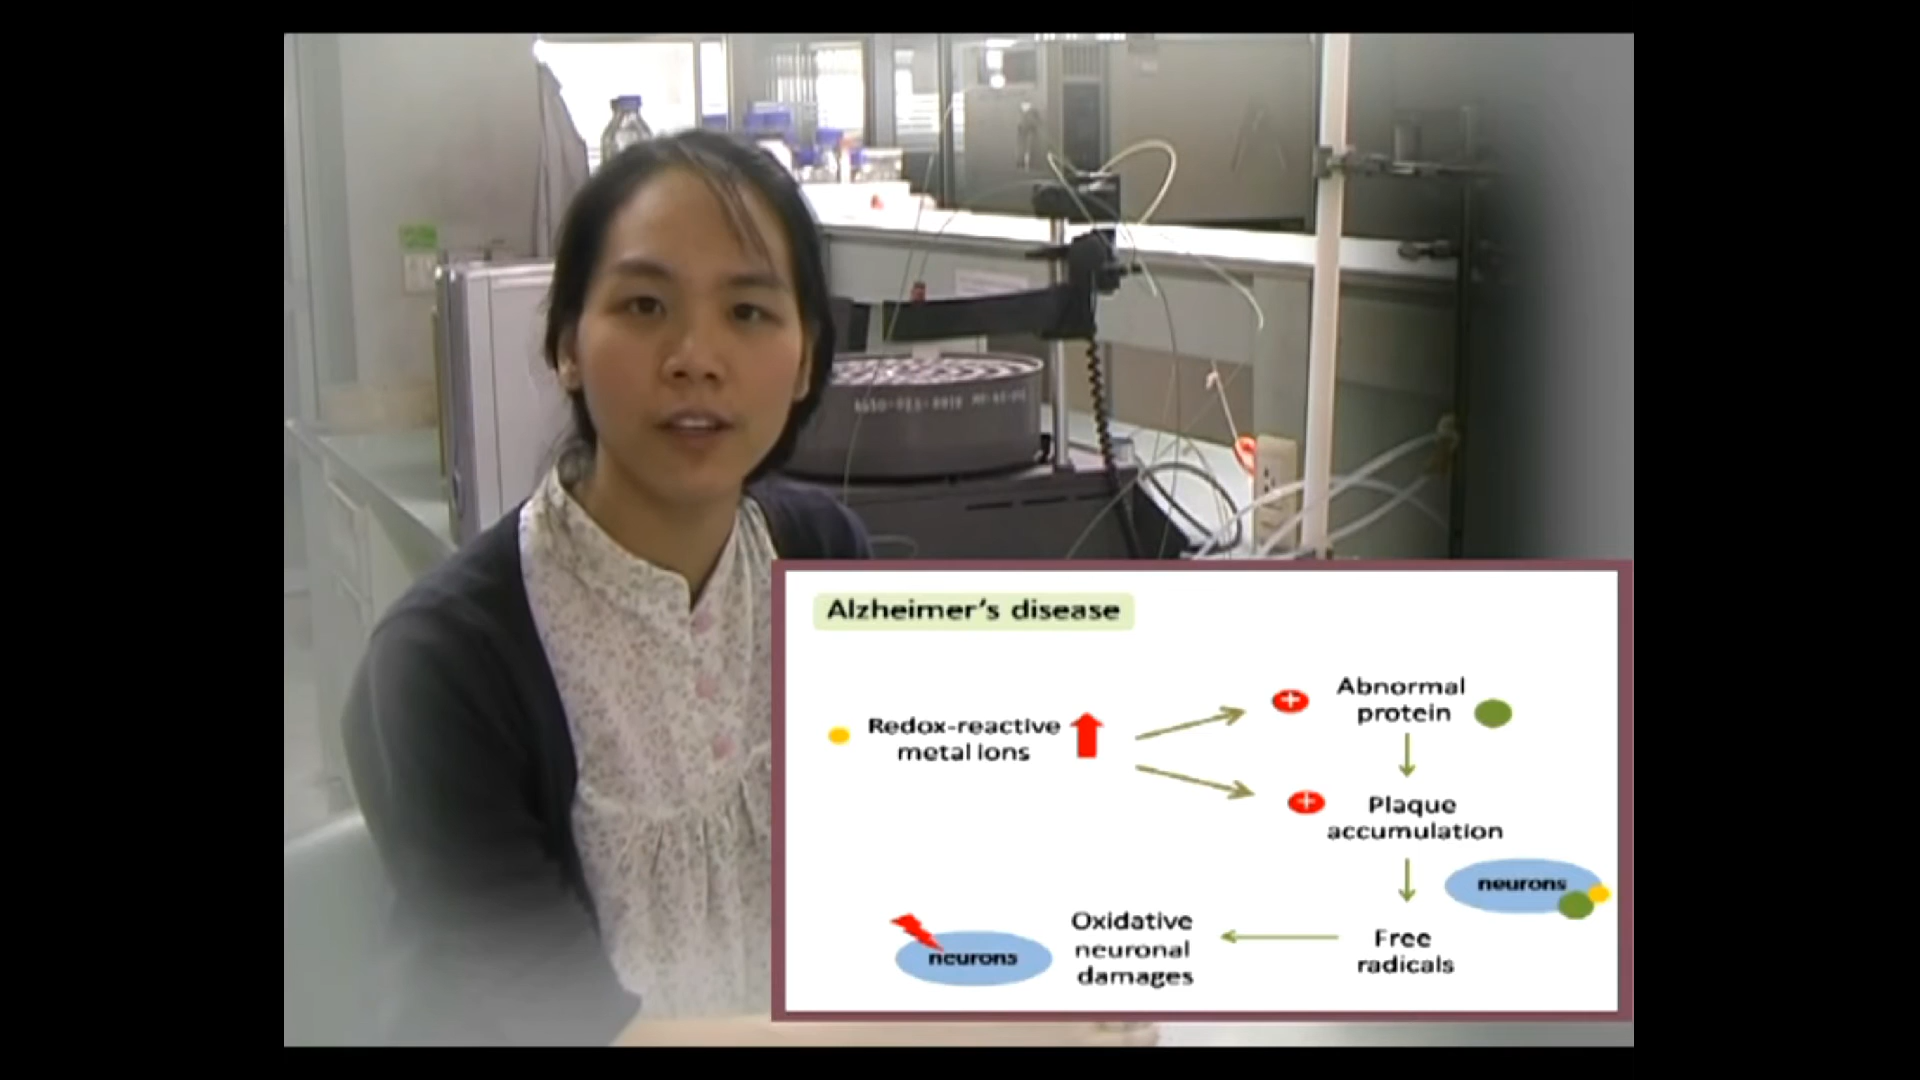 Alzheimer's disease
Abnormal
protein
Redox-reactive
metal ions
Plaque
accumulation
neurons
Free
radicals
Oxidative
neuronal
damages
neurons